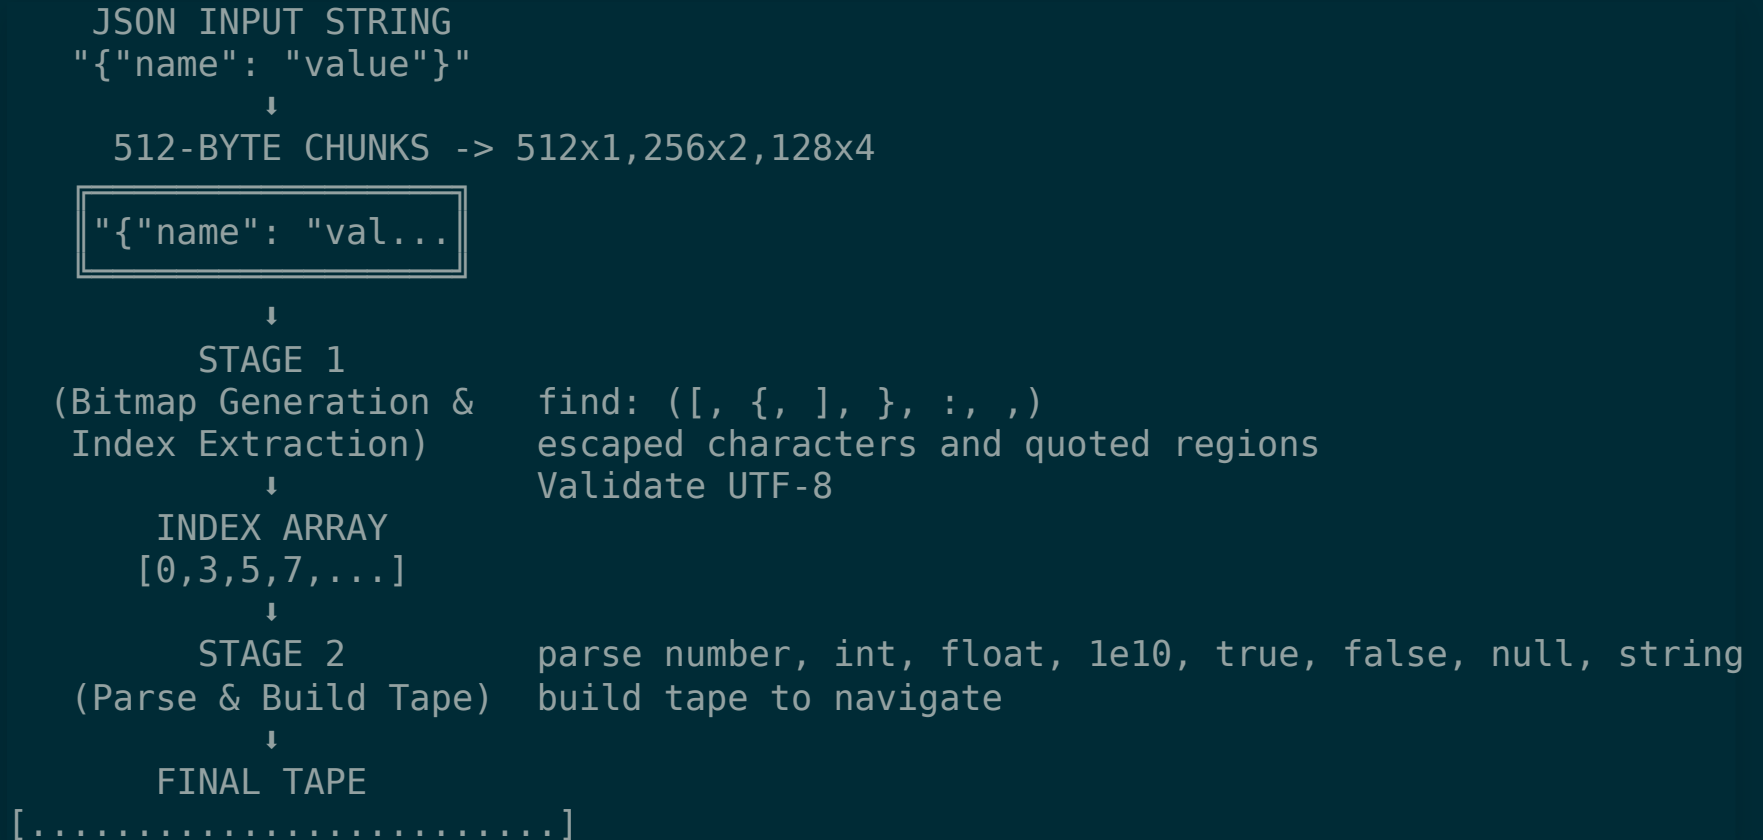 JSON INPUT STRING
"{"name": "value"}"
⬇
512-BYTE CHUNKS -> 512x1,256x2,128x4
"{"name": "val...
⬇
STAGE 1
(Bitmap Generation & find: ([, {, ], }, :, ,)
Index Extraction) escaped characters and quoted regions
⬇ Validate UTF-8
INDEX ARRAY
[0,3,5,7,...]
⬇
STAGE 2 parse number, int, float, 1e10, true, false, null, string
(Parse & Build Tape) build tape to navigate
⬇
FINAL TAPE
[.........................]